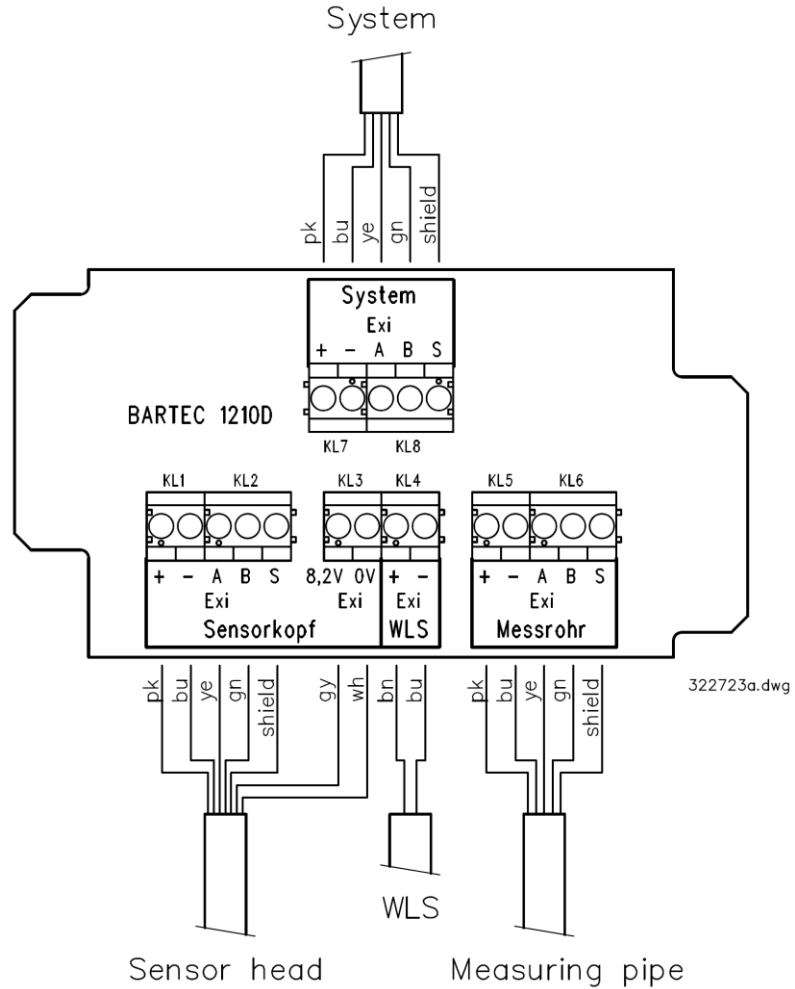 System
pk bu ye gn shield
System
Exi
+ - A B S
BARTEC 1210D
KL7 KL8
KL1 KL2 KL3 KL4 KL5 KL6
+ - A B S 8,2V 0V + - + - A B S
Exi Exi Exi Exi
Sensorkopf WLS Messrohr
322723a.dwg
pk bu ye gn shield gy wh bn bu pk bu ye gn shield
WLS
Sensor head Measuring pipe